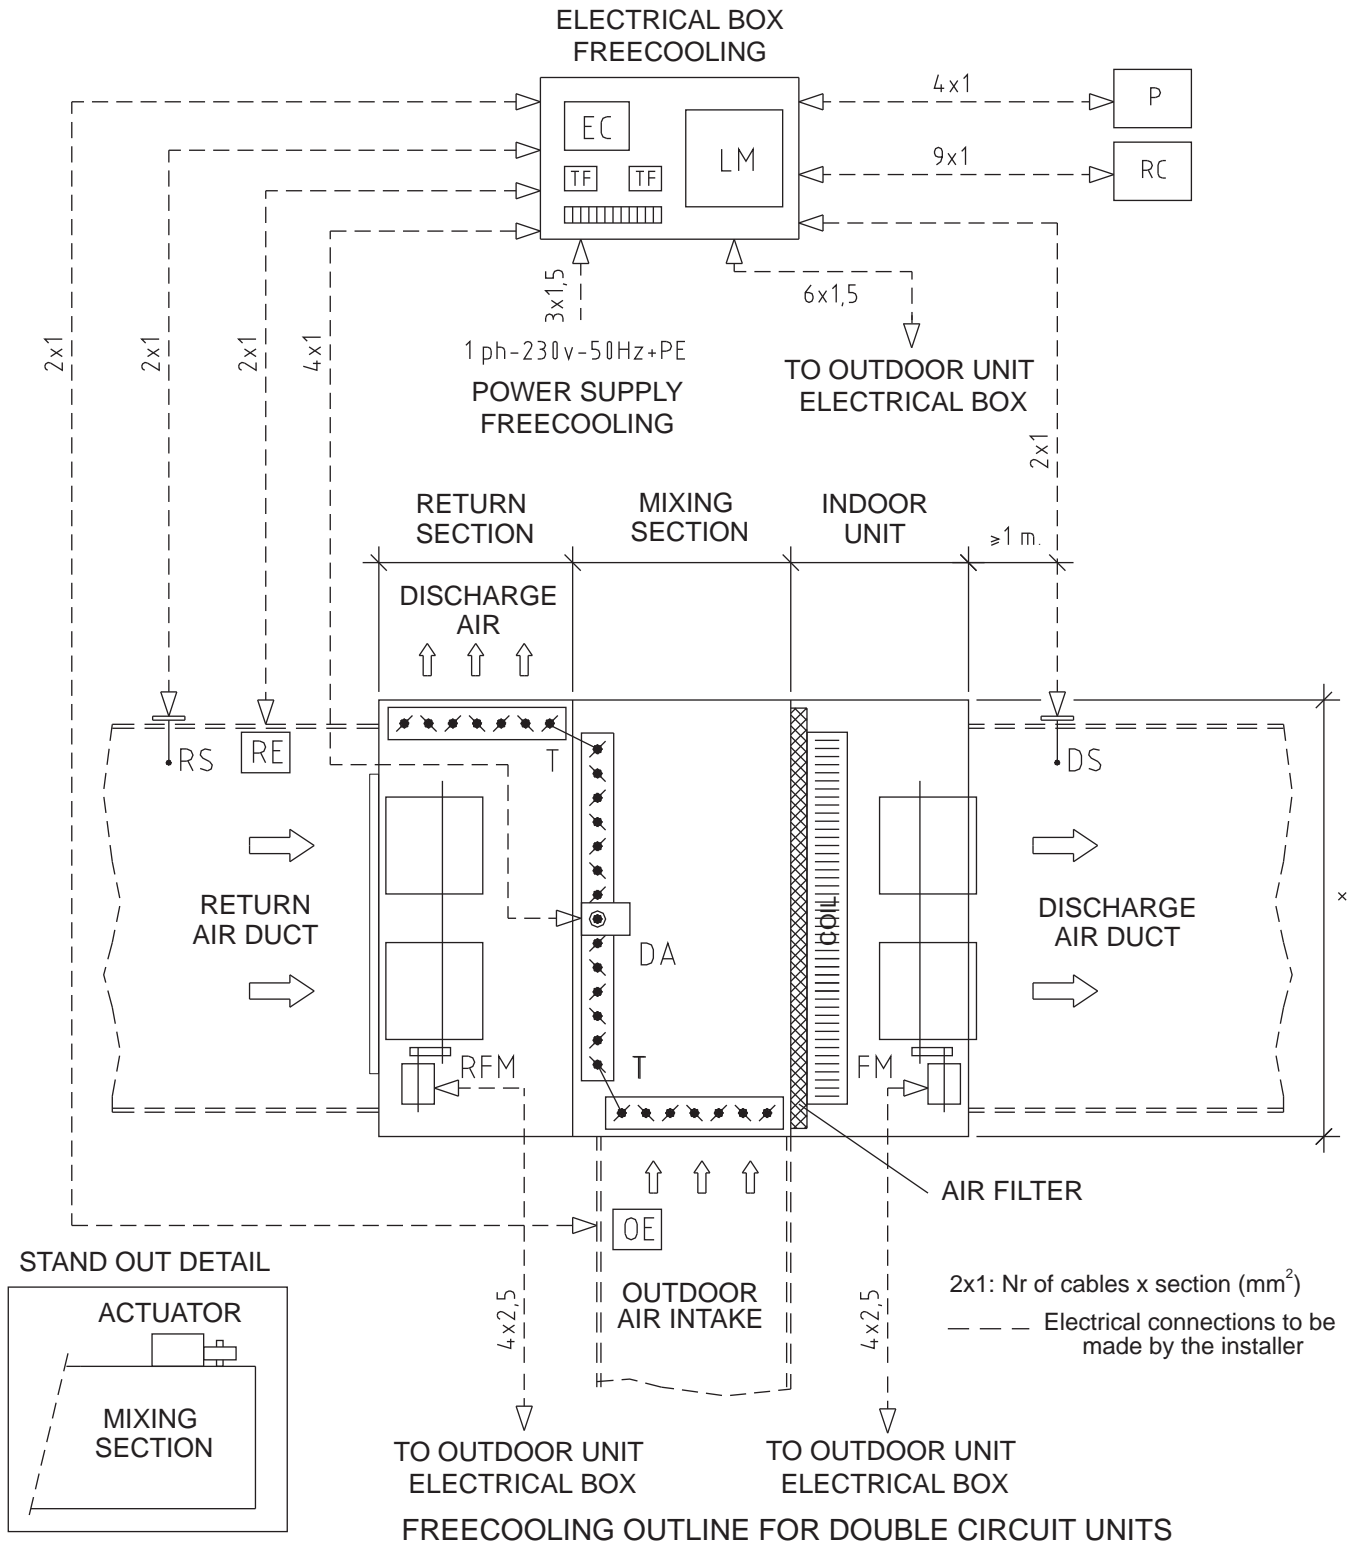 ELECTRICAL BOX
FREECOOLING
EC
TF
TF
LM
4x1
P
9x1
RC
3x1,5
6x1,5
1 ph-230v-50Hz+PE
POWER SUPPLY
FREECOOLING
TO OUTDOOR UNIT
ELECTRICAL BOX
2x1
2x1
2x1
4x1
2x1
RETURN
SECTION
MIXING
SECTION
INDOOR
UNIT
≥1 m.
DISCHARGE
AIR
RS
RE
T
DS
RETURN
AIR DUCT
COIL
DISCHARGE
AIR DUCT
x
DA
RFM
T
FM
AIR FILTER
OE
STAND OUT DETAIL
ACTUATOR
MIXING
SECTION
4x2,5
OUTDOOR
AIR INTAKE
4x2,5
2x1: Nr of cables x section (mm²)
Electrical connections to be
made by the installer
TO OUTDOOR UNIT
ELECTRICAL BOX
TO OUTDOOR UNIT
ELECTRICAL BOX
FREECOOLING OUTLINE FOR DOUBLE CIRCUIT UNITS